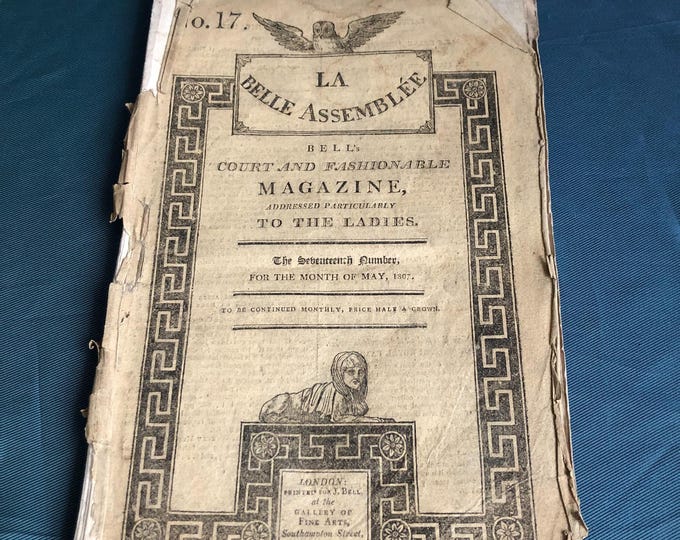 No. 17.
LA
BELLE ASSEMBLÉE
BELL's
COURT AND FASHIONABLE
MAGAZINE,
ADDRESSED PARTICULARLY
TO THE LADIES.
The Seventeenth Number,
FOR THE MONTH OF MAY, 1807.
TO BE CONTINUED MONTHLY, PRICE HALF A CROWN.
LONDON:
PRINTED FOR J. BELL
at the
GALLERY OF
FINE ARTS,
Southampton Street,